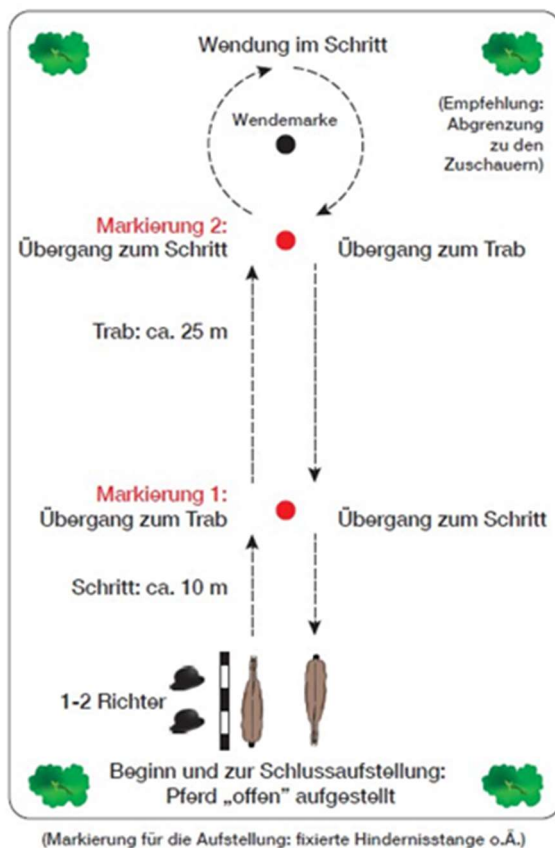 Wendung im Schritt
Wendemarke
(Empfehlung:
Abgrenzung
zu den
Zuschauern)
Markierung 2:
Übergang zum Schritt
Übergang zum Trab
Trab: ca. 25 m
Markierung 1:
Übergang zum Trab
Übergang zum Schritt
Schritt: ca. 10 m
1-2 Richter
Beginn und zur Schlussaufstellung:
Pferd „offen” aufgestellt
(Markierung für die Aufstellung: fixierte Hindernisstange o.Ä.)